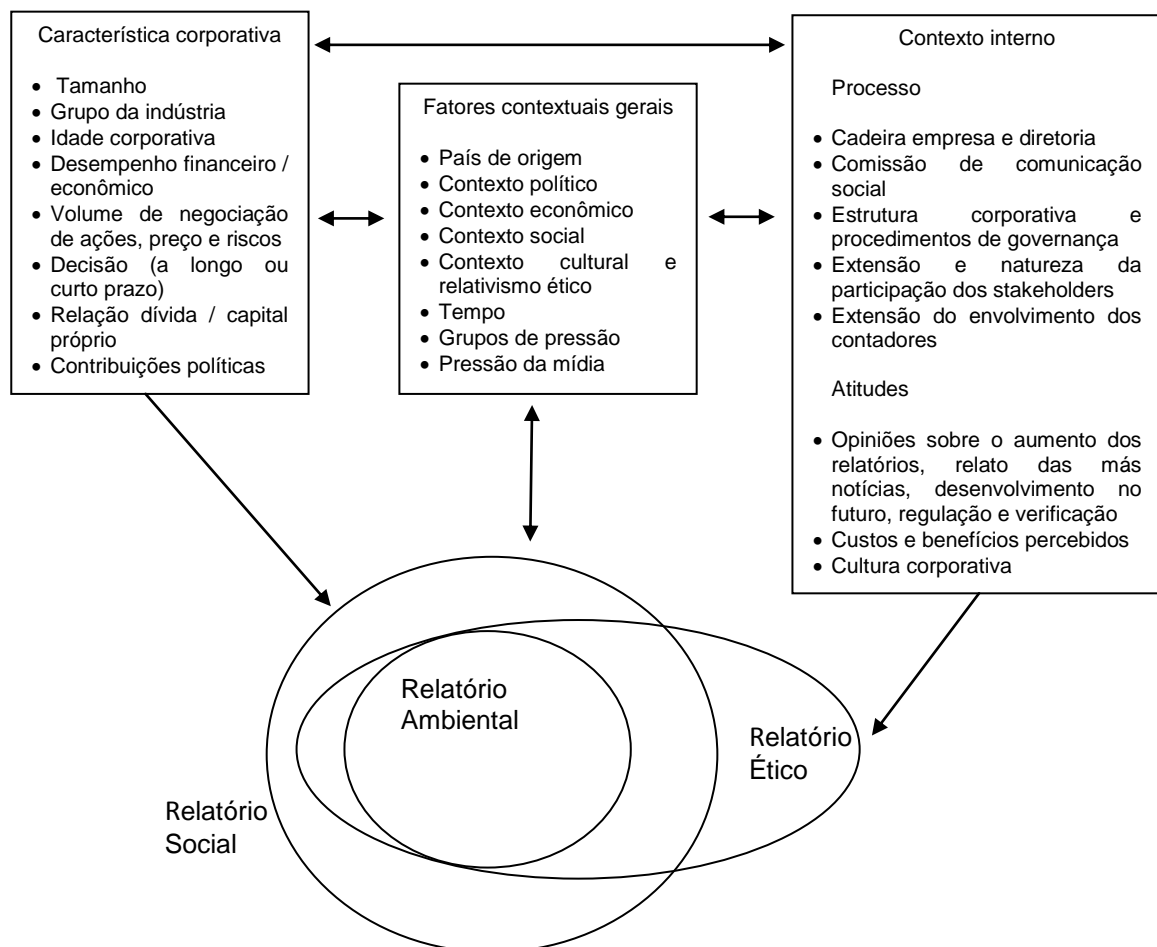 Característica corporativa
• Tamanho
• Grupo da indústria
• Idade corporativa
• Desempenho financeiro /
econômico
• Volume de negociação
de ações, preço e riscos
• Decisão (a longo ou
curto prazo)
• Relação dívida / capital
próprio
• Contribuições políticas
Fatores contextuais gerais
• País de origem
• Contexto político
• Contexto econômico
• Contexto social
• Contexto cultural e
relativismo ético
• Tempo
• Grupos de pressão
• Pressão da mídia
Contexto interno
Processo
• Cadeira empresa e diretoria
• Comissão de comunicação
social
• Estrutura corporativa e
procedimentos de governança
• Extensão e natureza da
participação dos stakeholders
• Extensão do envolvimento dos
contadores
Atitudes
• Opiniões sobre o aumento dos
relatórios, relato das más
notícias, desenvolvimento no
futuro, regulação e verificação
• Custos e benefícios percebidos
• Cultura corporativa
Relatório
Ambiental
Relatório
Ético
Relatório
Social